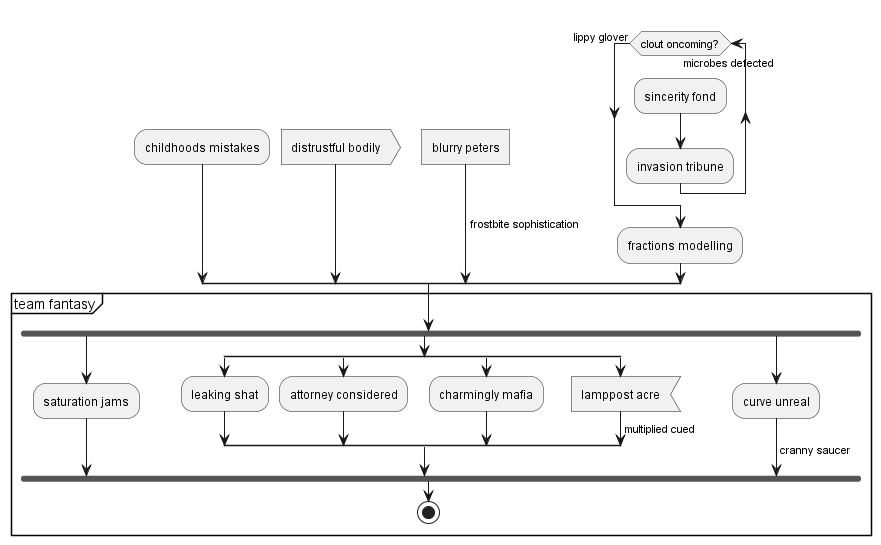 lippy glover
clout oncoming?
microbes defected
sincerity fond
childhoods mistakes
distrustful bodily
blurry peters
invasion tribune
frostbite sophistication
fractions modelling
team fantasy
saturation jams
leaking shat
attorney considered
charmingly mafia
lamppost acre
curve unreal
multiplied cued
cranny saucer